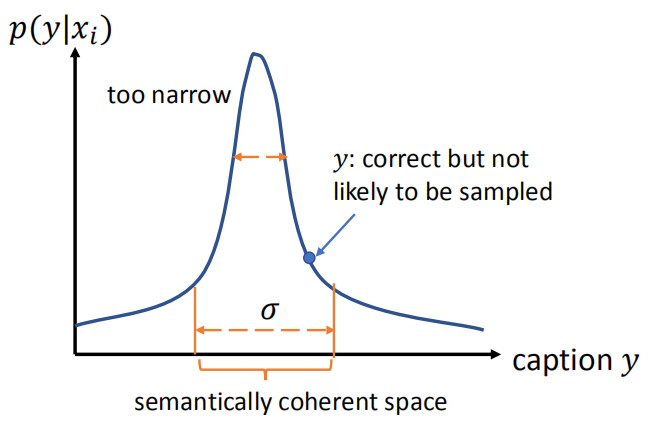 p(y|x_i)
too narrow
y: correct but not
likely to be sampled
σ
caption y
semantically coherent space